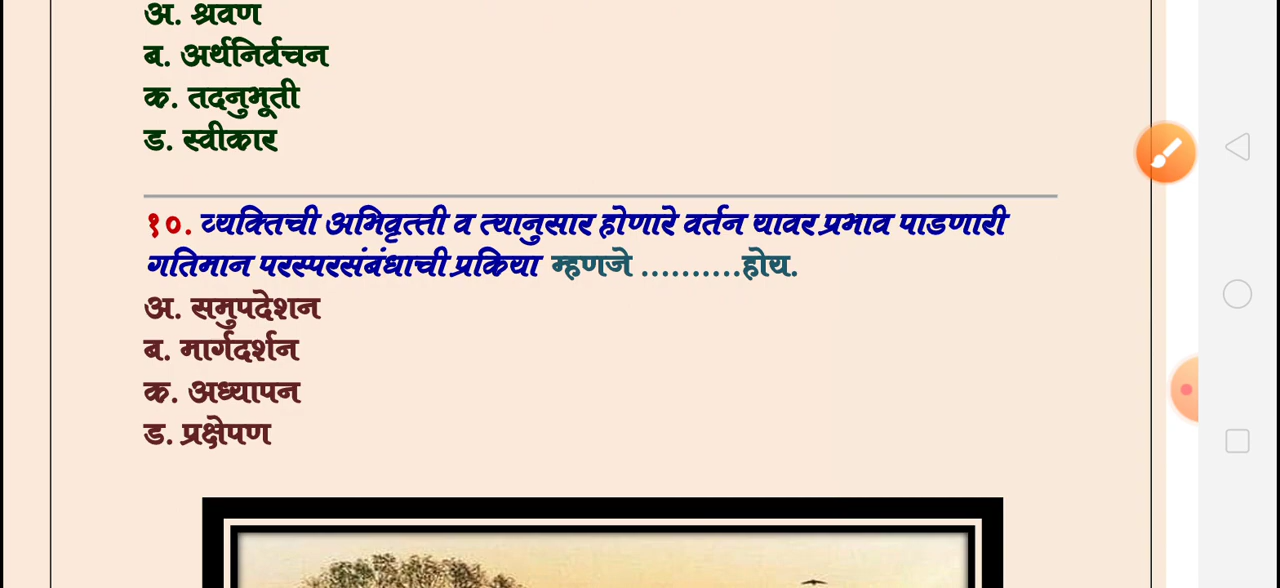 अ. श्रवण
ब. अर्थनिर्वचन
क. तदनुभूती
ड. स्वीकार
१०. व्यक्तिची अभिवृत्ती व त्यानुसार होणारे वर्तन यावर प्रभाव पाडणारी
गतिमान परस्परसंबंधाची प्रक्रिया म्हणजे ..........होय.
अ. समुपदेशन
ब. मार्गदर्शन
क. अध्यापन
ड. प्रक्षेपण